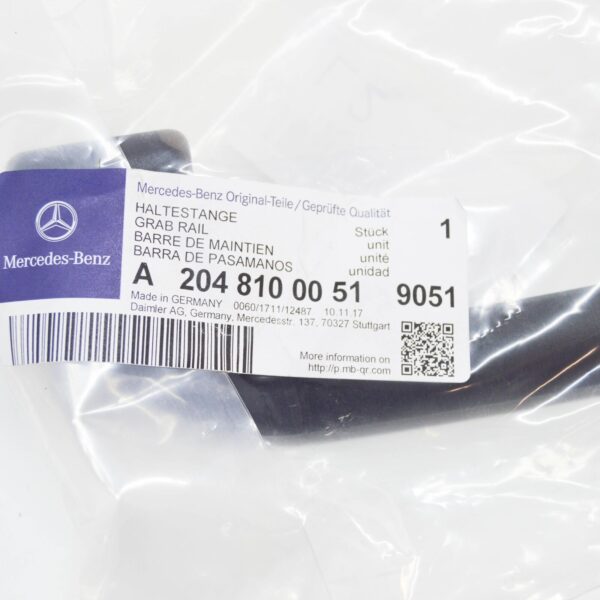 Mercedes-Benz
Mercedes-Benz Original-Teile/Geprüfte Qualität
HALTESTANGE
GRAB RAIL
BARRE DE MAINTIEN
BARRA DE PASAMANOS
Stück
unit
unité
unidad
1
A 204 810 00 51 9051
Made in GERMANY 0060/1711/12487 10.11.17
Daimler AG, Germany, Mercedesstr. 137, 70327 Stuttgart
More information on
http://p.mb-qr.com/